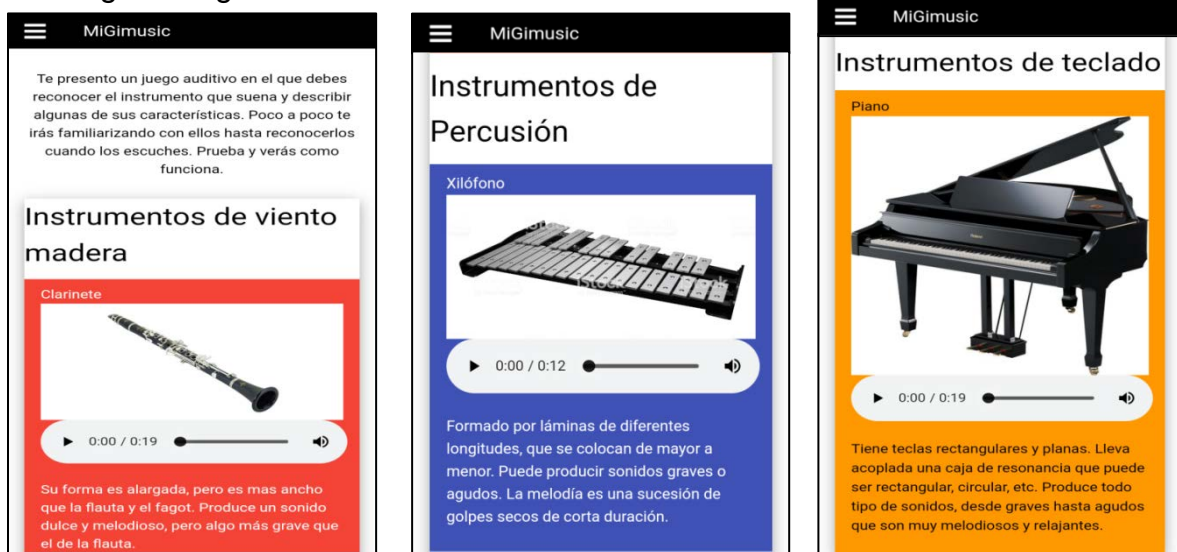 MiGimusic
Te presento un juego auditivo en el que debes
reconocer el instrumento que suena y describir
algunas de sus características. Poco a poco te
irás familiarizando con ellos hasta reconocerlos
cuando los escuches. Prueba y verás como
funciona.
Instrumentos de viento
madera
Clarinete
0:00 / 0:19
Su forma es alargada, pero es mas ancho
que la flauta y el fagot. Produce un sonido
dulce y melodioso, pero algo más grave que
el de la flauta.
MiGimusic
Instrumentos de
Percusión
Xilófono
iStock
0:00 / 0:12
Formado por láminas de diferentes
longitudes, que se colocan de mayor a
menor. Puede producir sonidos graves o
agudos. La melodía es una sucesión de
golpes secos de corta duración.
MiGimusic
Instrumentos de teclado
Piano
0:00 / 0:19
Tiene teclas rectangulares y planas. Lleva
acoplada una caja de resonancia que puede
ser rectangular, circular, etc. Produce todo
tipo de sonidos, desde graves hasta agudos
que son muy melodiosos y relajantes.